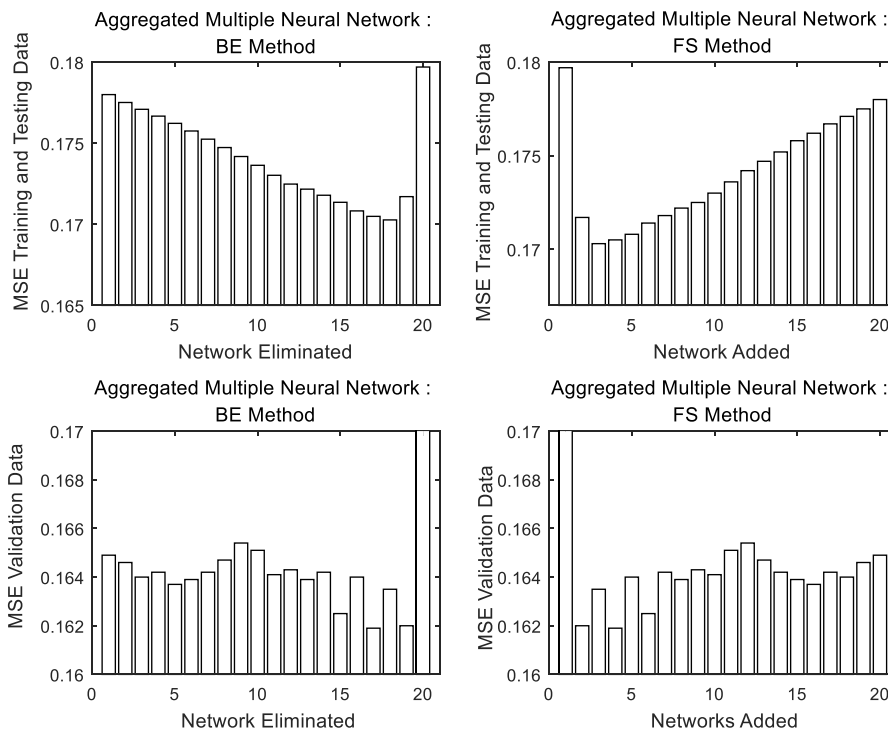 Aggregated Multiple Neural Network :
BE Method
MSE Training and Testing Data
0.18
0.175
0.17
0.165
0
5
10
15
20
Network Eliminated
Aggregated Multiple Neural Network :
FS Method
MSE Training and Testing Data
0.18
0.175
0.17
0
5
10
15
20
Network Added
Aggregated Multiple Neural Network :
BE Method
MSE Validation Data
0.17
0.168
0.166
0.164
0.162
0.16
0
5
10
15
20
Network Eliminated
Aggregated Multiple Neural Network :
FS Method
MSE Validation Data
0.17
0.168
0.166
0.164
0.162
0.16
0
5
10
15
20
Networks Added